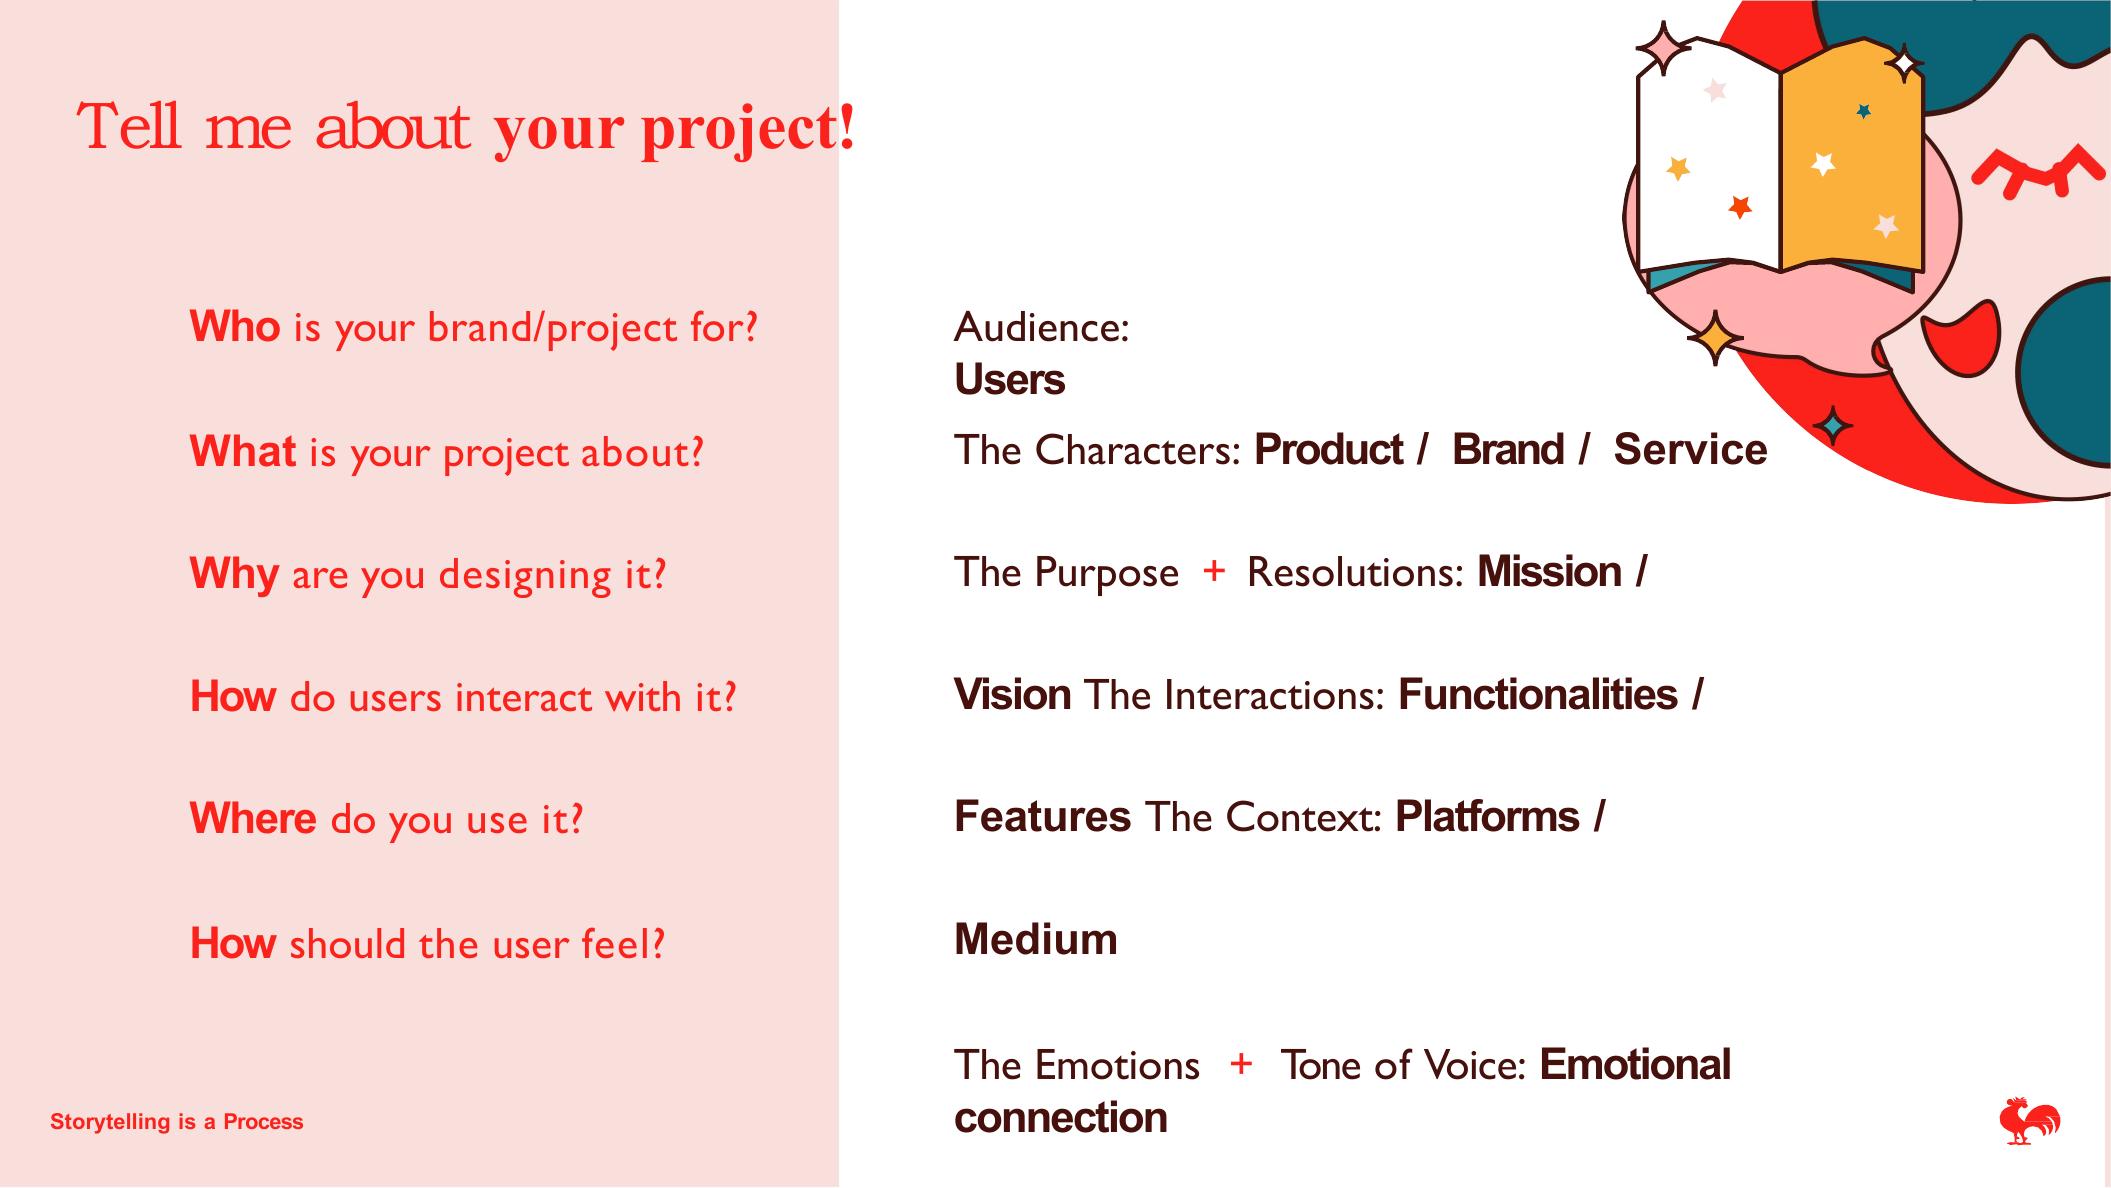 Tell me about your project!
Who is your brand/project for?
What is your project about?
Why are you designing it?
How do users interact with it?
Where do you use it?
How should the user feel?
Audience:
Users
The Characters: Product / Brand / Service
The Purpose + Resolutions: Mission /
Vision The Interactions: Functionalities /
Features The Context: Platforms /
Medium
The Emotions + Tone of Voice: Emotional
connection
Storytelling is a Process